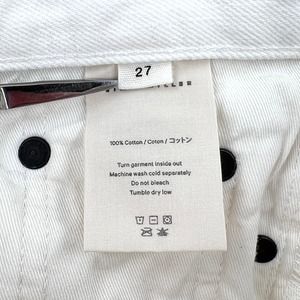 27
100% Cotton / Coton / コットン
Turn garment inside out
Machine wash cold separately
Do not bleach
Tumble dry low